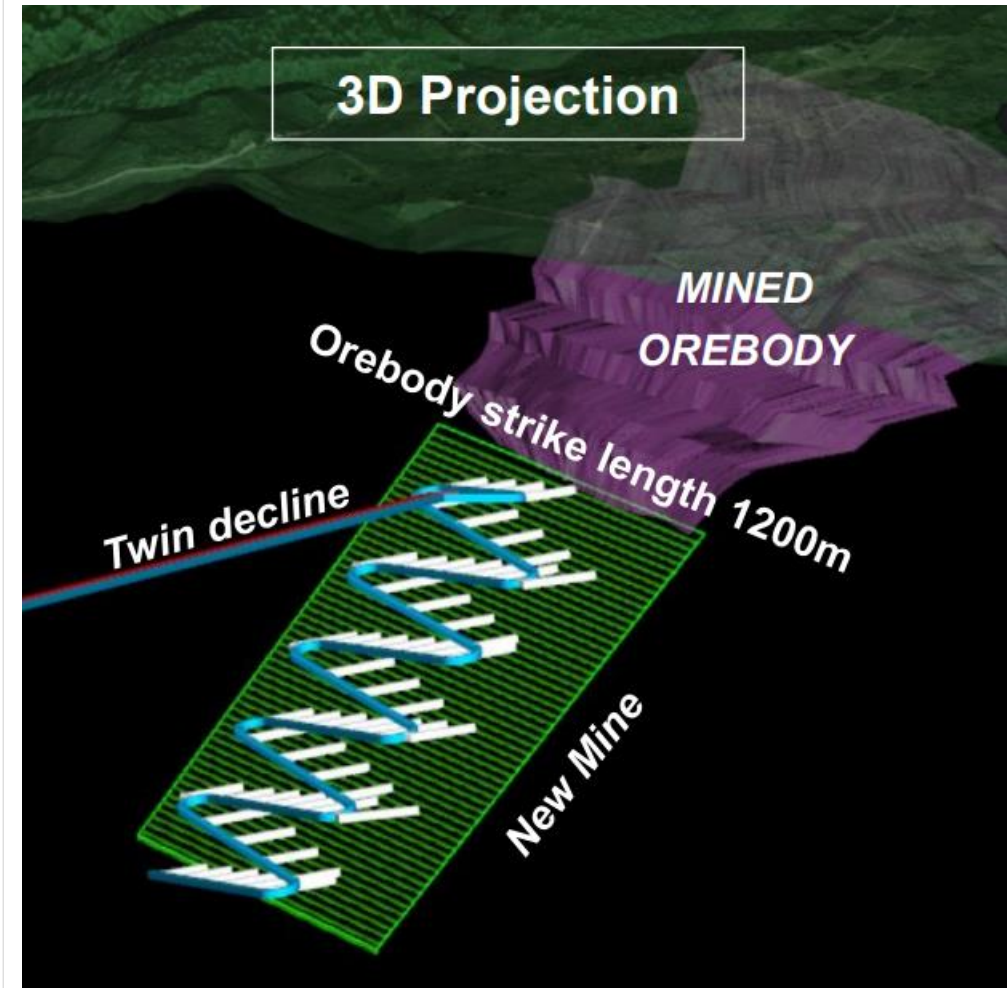 3D Projection
MINED
OREBODY
Orebody strike length 1200m
Twin decline
New Mine